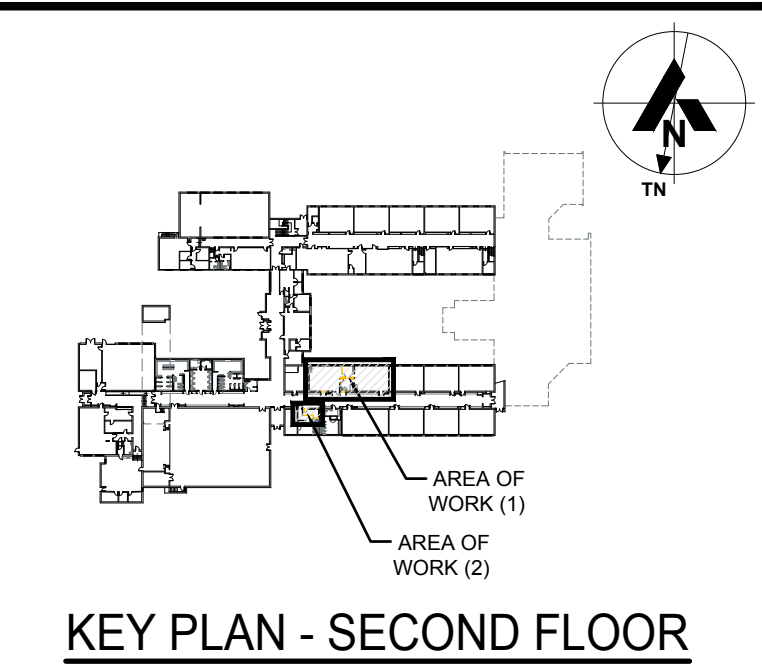 N
TN
AREA OF
WORK (1)
AREA OF
WORK (2)
KEY PLAN - SECOND FLOOR